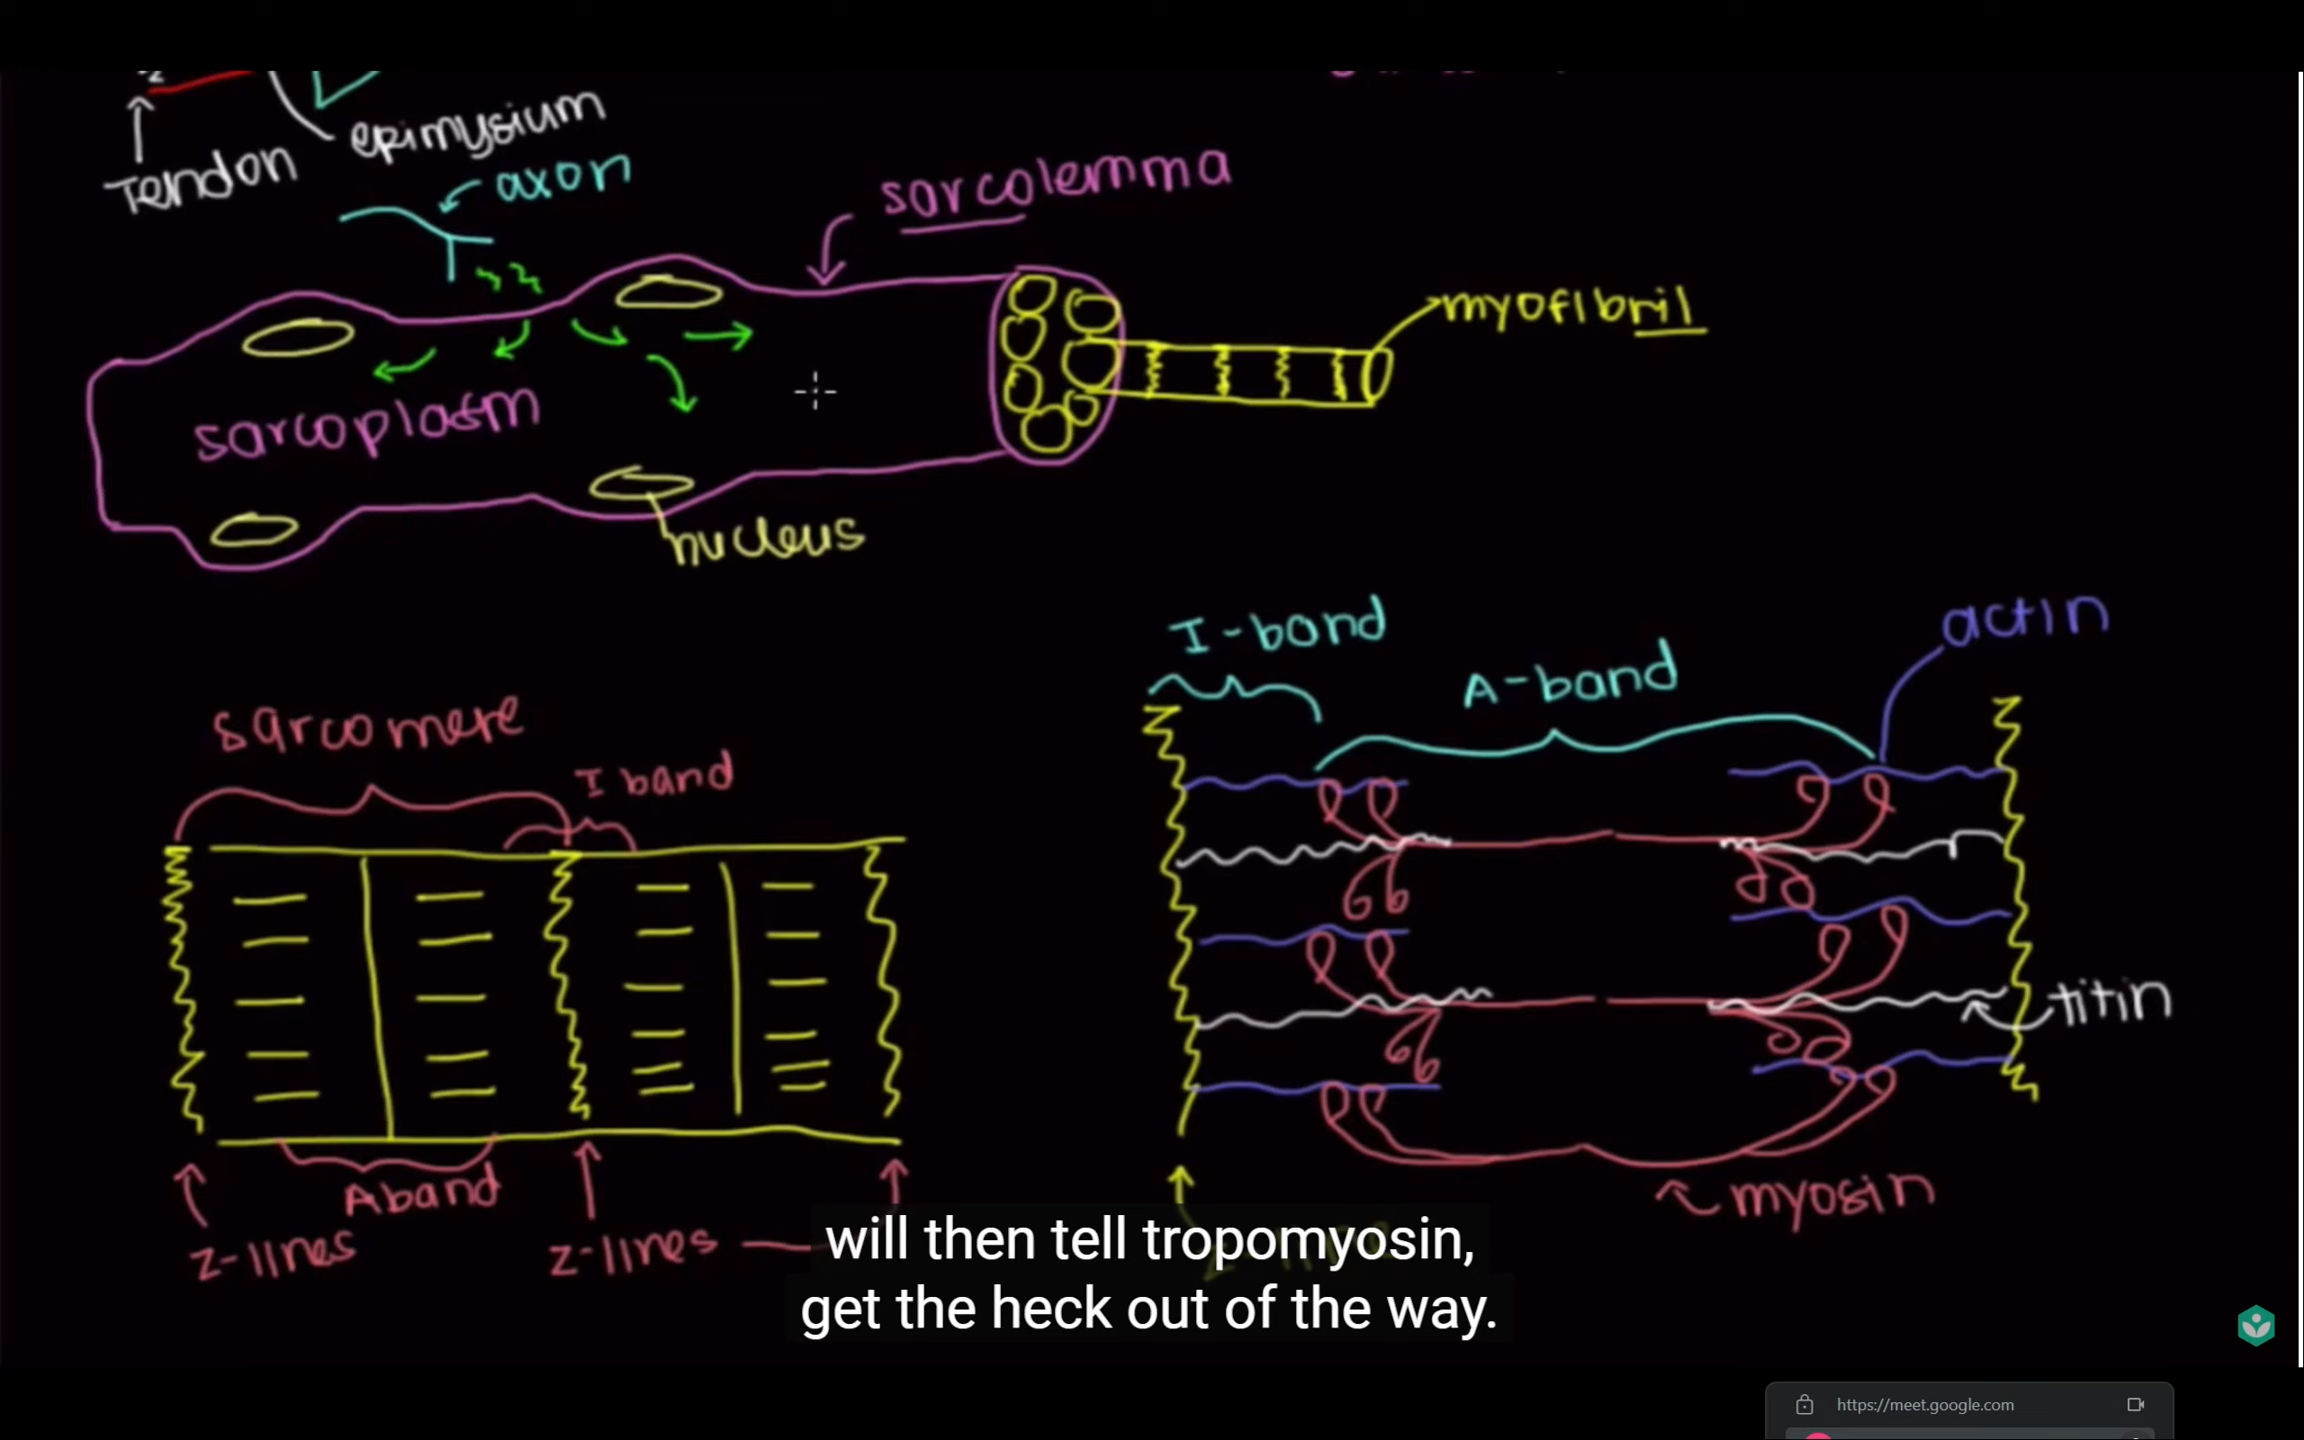 Tendon
epimysium
axon
sarcolemma
myofibril
sarcoplasm
nucleus
I-band
actin
A-band
sarcomere
I band
titin
A band
myosin
z-lines
z-lines
will then tell tropomyosin,
get the heck out of the way.
https://meet.google.com